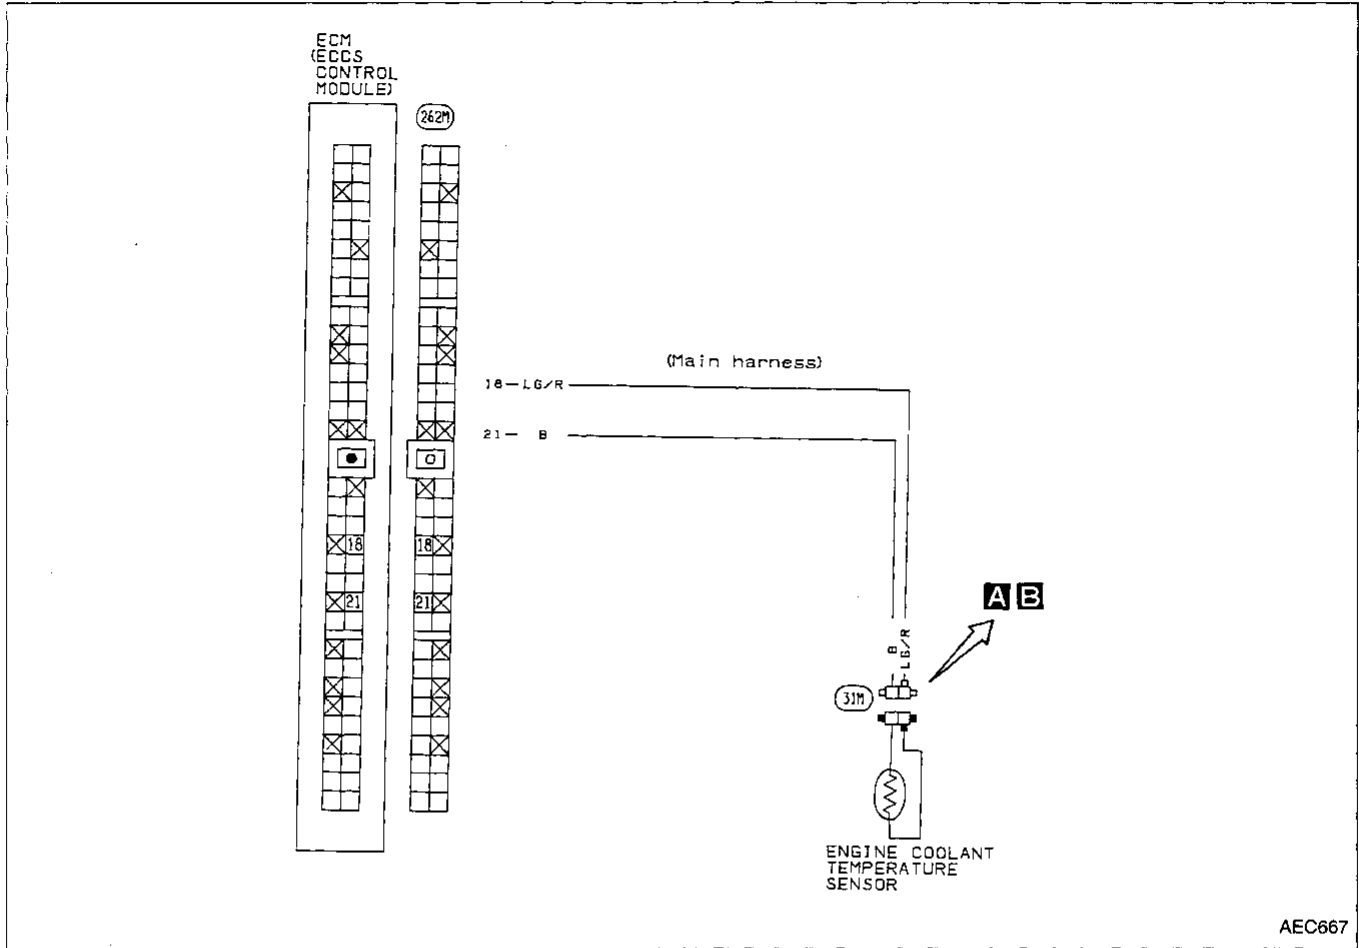 ECM
(ECCS
CONTROL
MODULE)
262M
(Main harness)
18-LG/R
21- B
18
18
21
21
A B
B
LG/R
31M
ENGINE COOLANT
TEMPERATURE
SENSOR
AEC667